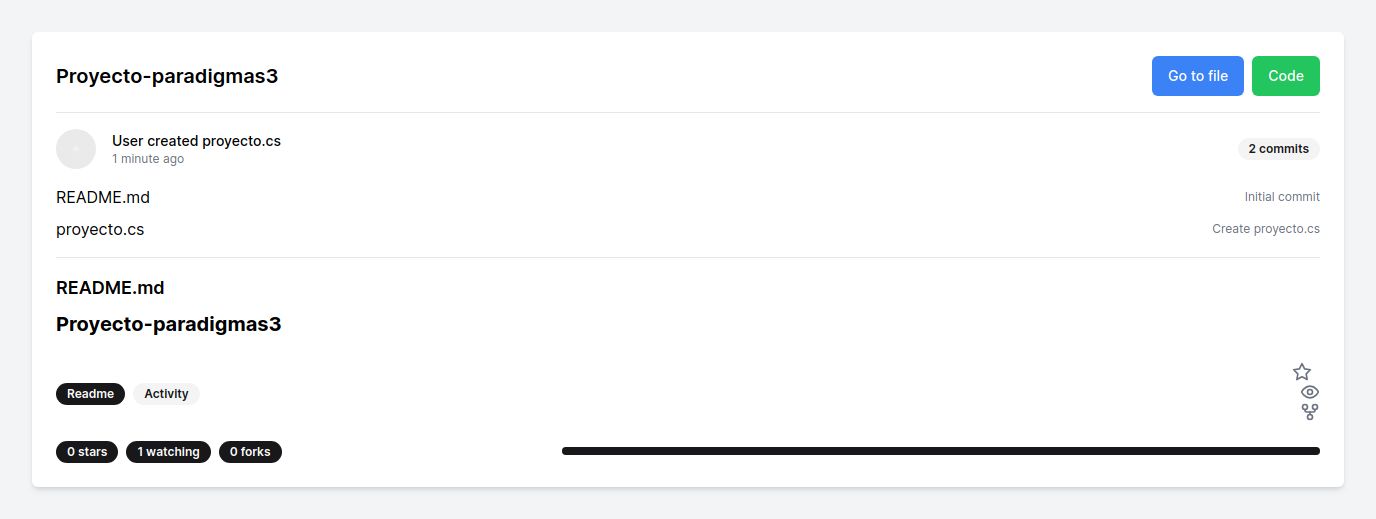 Proyecto-paradigmas3
Go to file
Code
User created proyecto.cs
1 minute ago
2 commits
README.md
Initial commit
proyecto.cs
Create proyecto.cs
README.md
Proyecto-paradigmas3
Readme
Activity
0 stars
1 watching
0 forks